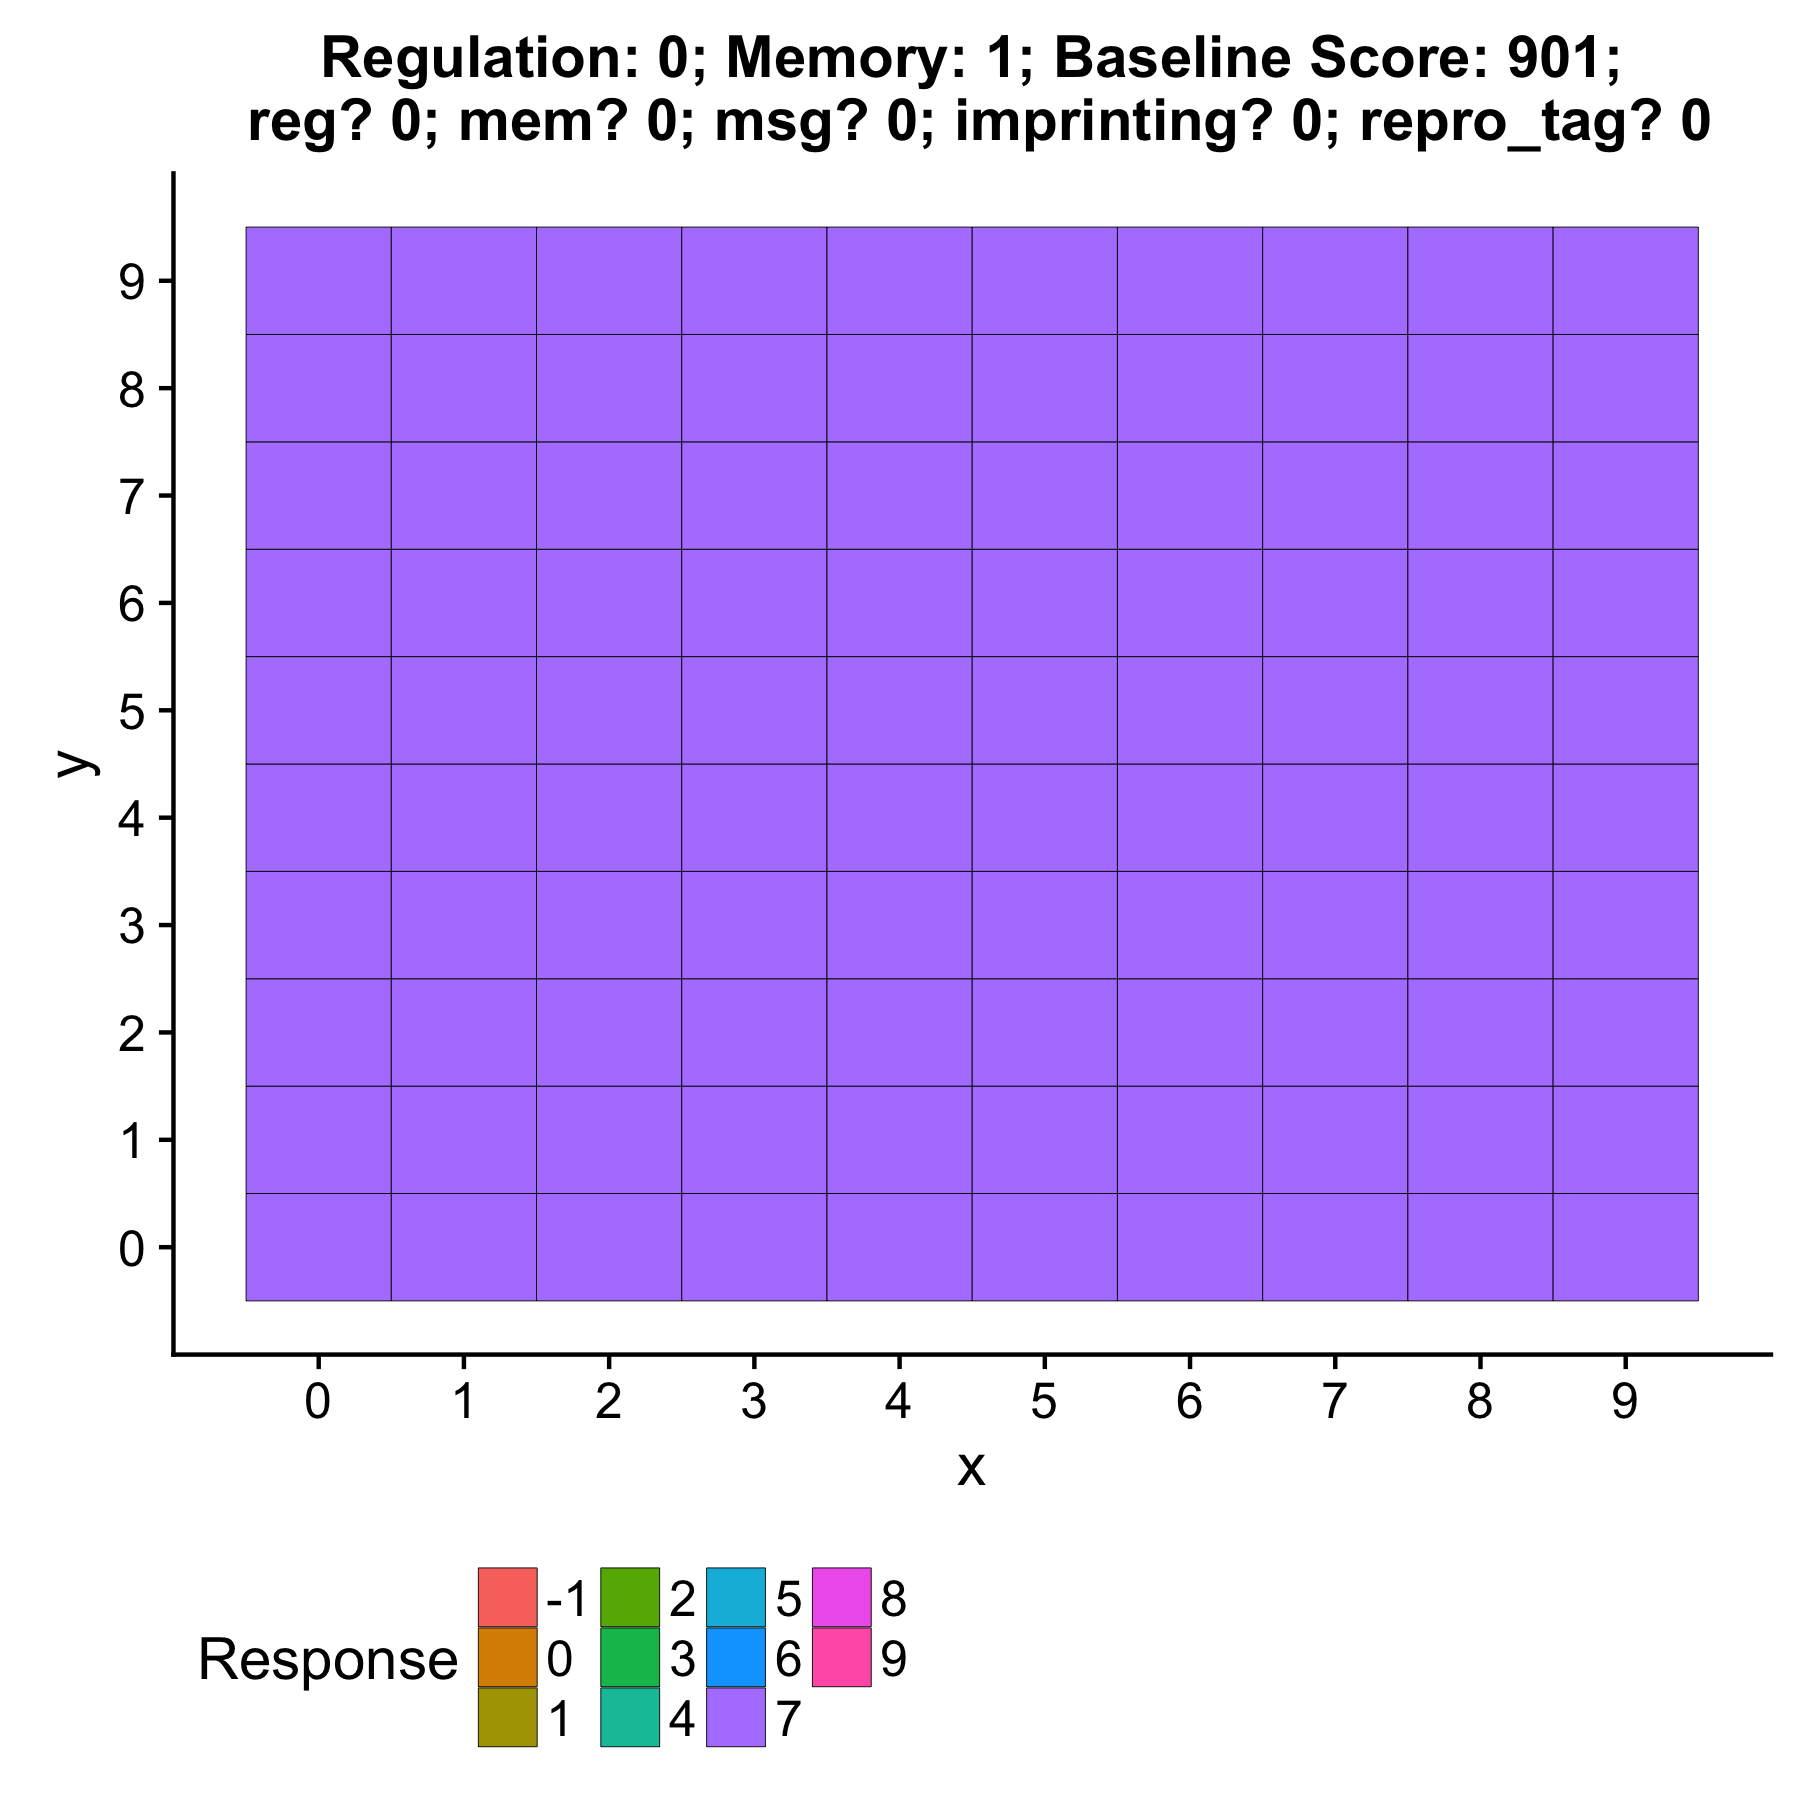 Regulation: 0; Memory: 1; Baseline Score: 901;
reg? 0; mem? 0; msg? 0; imprinting? 0; repro_tag? 0
9
8
7
6
5
y
4
3
2
1
0
0 1 2 3 4 5 6 7 8 9
x
-1 2 5 8
Response 0 3 6 9
1 4 7